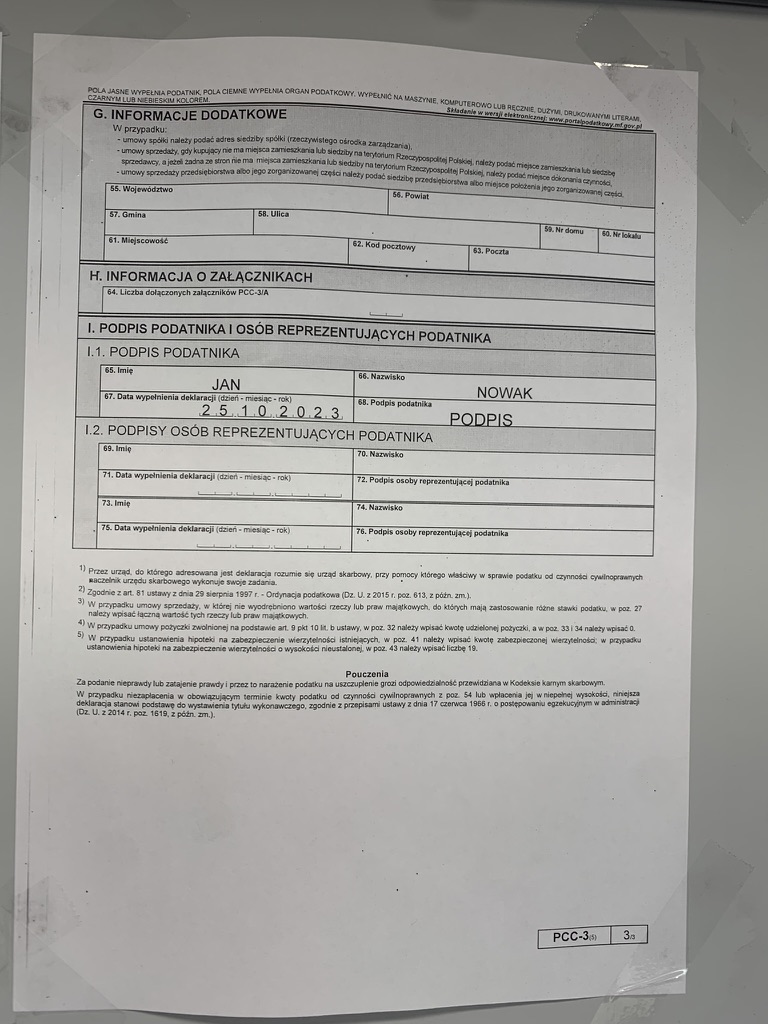 POLA JASNE WYPEŁNIA PODATNIK, POLA CIEMNE WYPEŁNIA ORGAN PODATKOWY. WYPEŁNIĆ NA MASZYNIE, KOMPUTEROWO LUB RĘCZNIE, DUŻYMI, DRUKOWANYMI LITERAMI,
CZARNYM LUB NIEBIESKIM KOLOREM.
Składanie w wersji elektronicznej: www.portalpodatkowy.mf.gov.pl
G. INFORMACJE DODATKOWE
W przypadku:
- umowy spółki należy podać adres siedziby spółki (rzeczywistego ośrodka zarządzania),
- umowy sprzedaży, gdy kupujący nie ma miejsca zamieszkania lub siedziby na terytorium Rzeczypospolitej Polskiej, należy podać miejsce zamieszkania lub siedzibę
sprzedawcy, a jeżeli żadna ze stron nie ma miejsca zamieszkania lub siedziby na terytorium Rzeczypospolitej Polskiej, należy podać miejsce dokonania czynności,
- umowy sprzedaży przedsiębiorstwa albo jego zorganizowanej części należy podać siedzibę przedsiębiorstwa albo miejsce położenia jego zorganizowanej części.
55. Województwo
56. Powiat
57. Gmina
58. Ulica
59. Nr domu
60. Nr lokalu
61. Miejscowość
62. Kod pocztowy
63. Poczta
H. INFORMACJA O ZAŁĄCZNIKACH
64. Liczba dołączonych załączników PCC-3/A
I. PODPIS PODATNIKA I OSÓB REPREZENTUJĄCYCH PODATNIKA
I.1. PODPIS PODATNIKA
65. Imię
JAN
66. Nazwisko
NOWAK
67. Data wypełnienia deklaracji (dzień - miesiąc - rok)
2 5 1 0 2 0 2 3
68. Podpis podatnika
PODPIS
I.2. PODPISY OSÓB REPREZENTUJĄCYCH PODATNIKA
69. Imię
70. Nazwisko
71. Data wypełnienia deklaracji (dzień - miesiąc - rok)
72. Podpis osoby reprezentującej podatnika
73. Imię
74. Nazwisko
75. Data wypełnienia deklaracji (dzień - miesiąc - rok)
76. Podpis osoby reprezentującej podatnika
1) Przez urząd, do którego adresowana jest deklaracja rozumie się urząd skarbowy, przy pomocy którego właściwy w sprawie podatku od czynności cywilnoprawnych
naczelnik urzędu skarbowego wykonuje swoje zadania.
2) Zgodnie z art. 81 ustawy z dnia 29 sierpnia 1997 r. - Ordynacja podatkowa (Dz. U. z 2015 r. poz. 613, z późn. zm.).
3) W przypadku umowy sprzedaży, w której nie wyodrębniono wartości rzeczy lub praw majątkowych, do których mają zastosowanie różne stawki podatku, w poz. 27
należy wpisać łączną wartość tych rzeczy lub praw majątkowych.
4) W przypadku umowy pożyczki zwolnionej na podstawie art. 9 pkt 10 lit. b ustawy, w poz. 32 należy wpisać kwotę udzielonej pożyczki, a w poz. 33 i 34 należy wpisać 0.
5) W przypadku ustanowienia hipoteki na zabezpieczenie wierzytelności istniejących, w poz. 41 należy wpisać kwotę zabezpieczonej wierzytelności; w przypadku
ustanowienia hipoteki na zabezpieczenie wierzytelności o wysokości nieustalonej, w poz. 43 należy wpisać liczbę 19.
Pouczenia
Za podanie nieprawdy lub zatajenie prawdy i przez to narażenie podatku na uszczuplenie grozi odpowiedzialność przewidziana w Kodeksie karnym skarbowym.
W przypadku niezapłacenia w obowiązującym terminie kwoty podatku od czynności cywilnoprawnych z poz. 54 lub wpłacenia jej w niepełnej wysokości, niniejsza
deklaracja stanowi podstawę do wystawienia tytułu wykonawczego, zgodnie z przepisami ustawy z dnia 17 czerwca 1966 r. o postępowaniu egzekucyjnym w administracji
(Dz. U. z 2014 r. poz. 1619, z późn. zm.).
PCC-3(5) 3/3